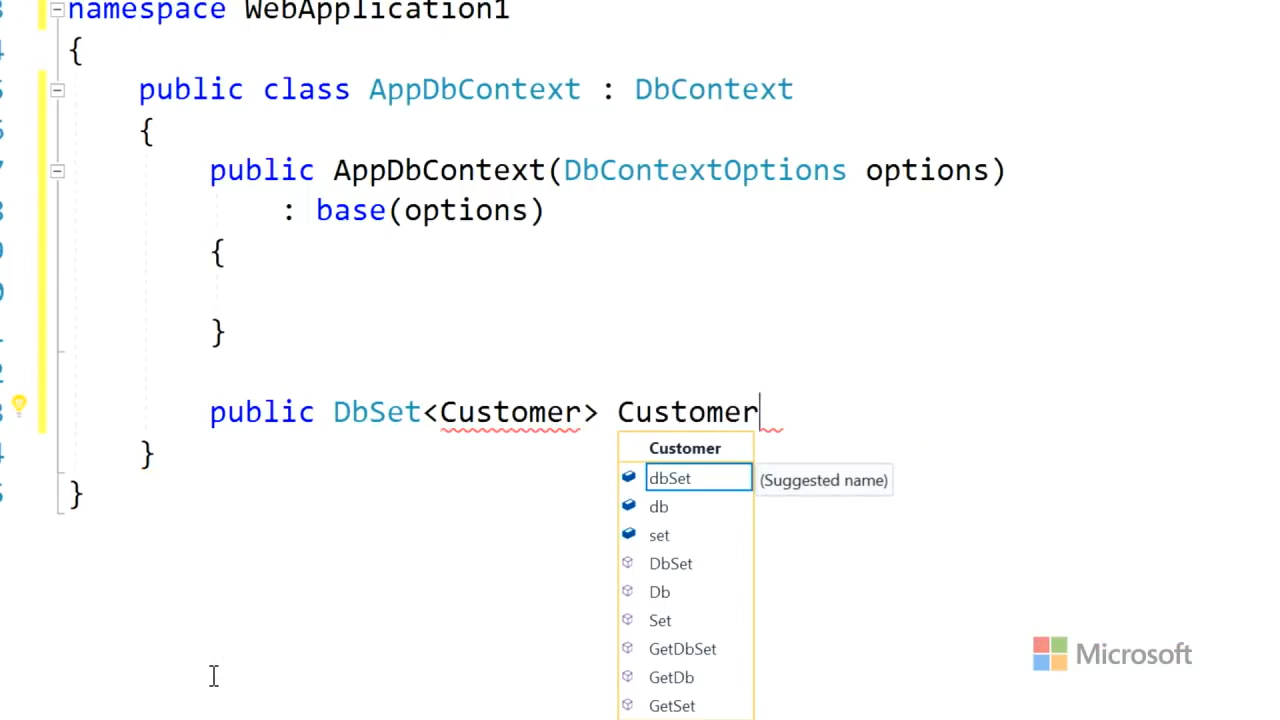 namespace WebApplication1
{
public class AppDbContext : DbContext
{
public AppDbContext(DbContextOptions options)
: base(options)
{
}
public DbSet<Customer> Customer
}
}
Customer
dbSet (Suggested name)
db
set
DbSet
Db
Set
GetDbSet
GetDb
GetSet
Microsoft